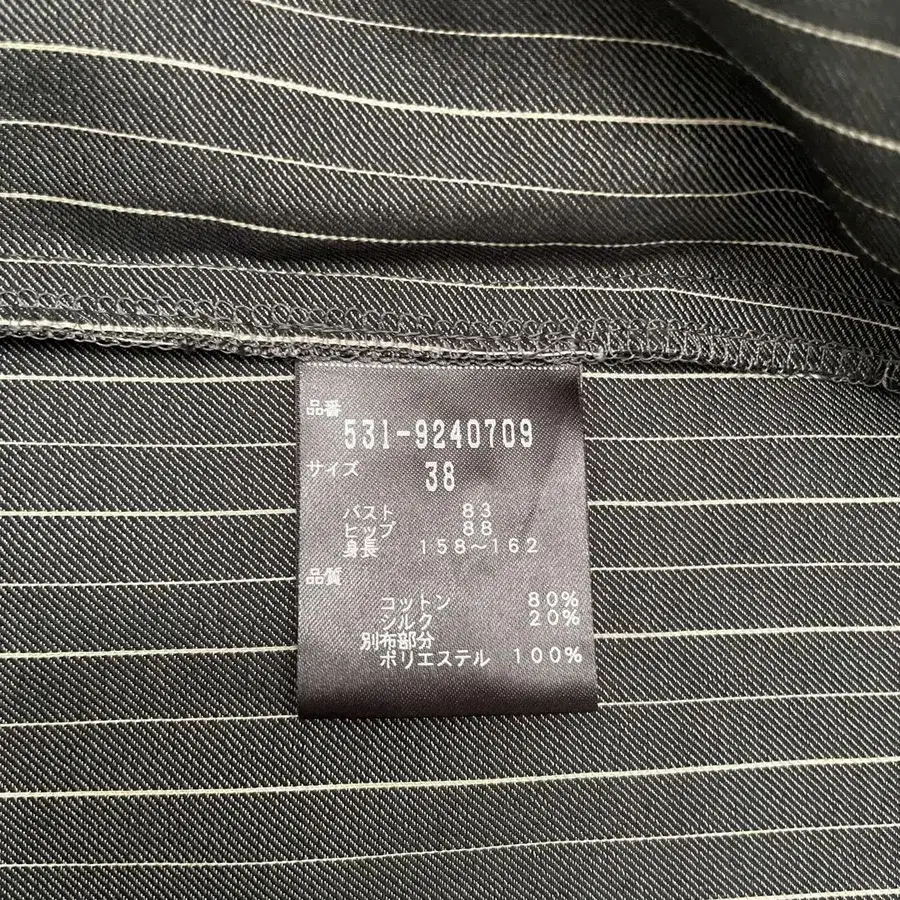 品番
531-9240709
サイズ
38
バスト 83
ヒップ 88
身長 158～162
品質
コットン 80%
シルク 20%
別布部分
ポリエステル 100%